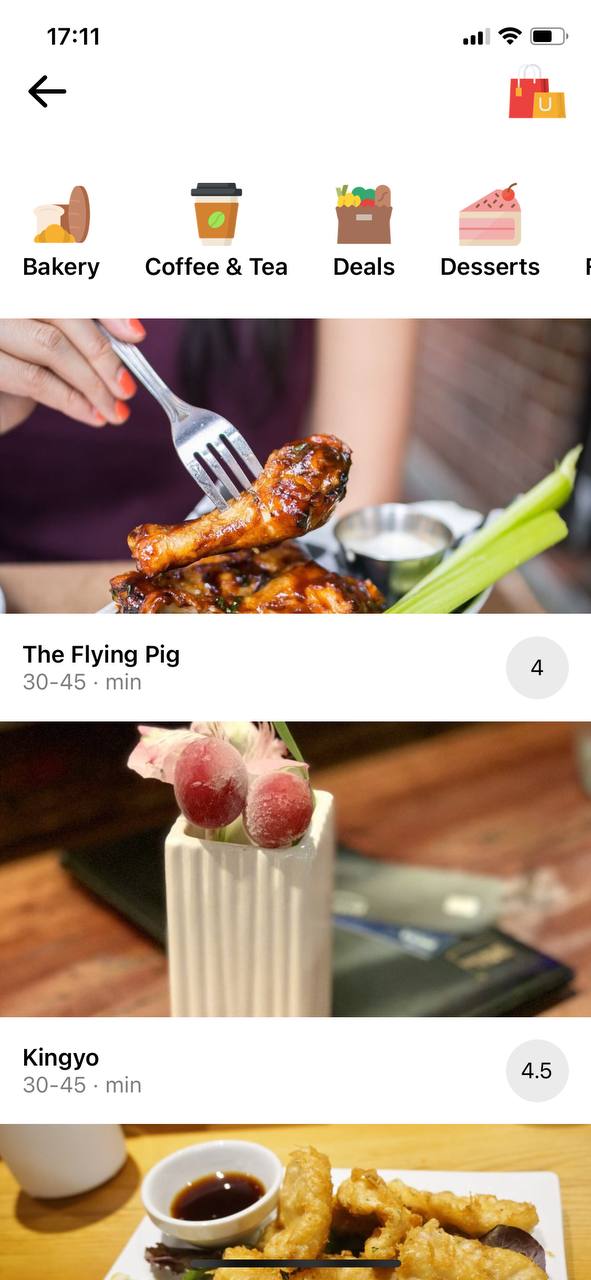 17:11
U
Bakery
Coffee & Tea
Deals
Desserts
The Flying Pig
30-45 · min
4
Kingyo
30-45 · min
4.5